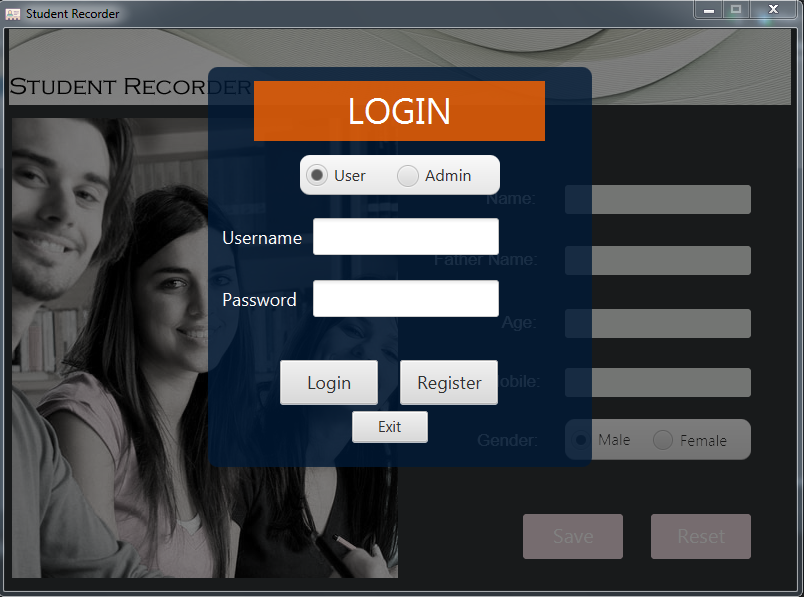 Student Recorder
STUDENT RECORDER
LOGIN
User Admin
Username
Password
Login Register
Exit
Name:
Father Name:
Age:
Mobile:
Gender: Male Female
Save Reset